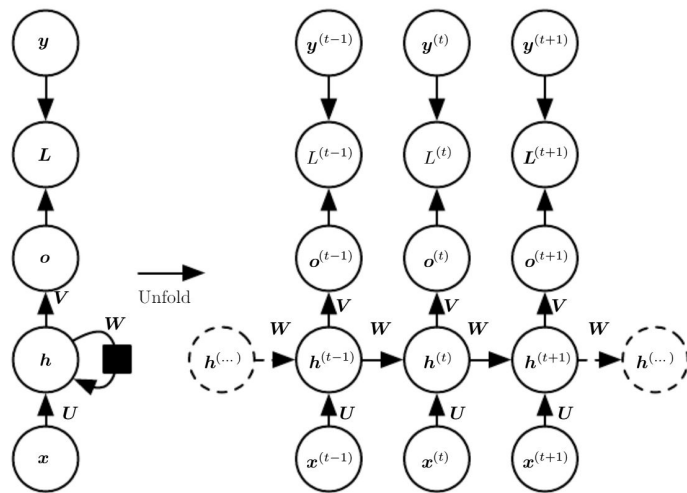 y y^{(t-1)} y^{(t)} y^{(t+1)}
L L^{(t-1)} L^{(t)} L^{(t+1)}
o o^{(t-1)} o^{(t)} o^{(t+1)}
Unfold
V V V V
W W W W W
h h^{(...)} h^{(t-1)} h^{(t)} h^{(t+1)} h^{(...)}
U U U U
x x^{(t-1)} x^{(t)} x^{(t+1)}